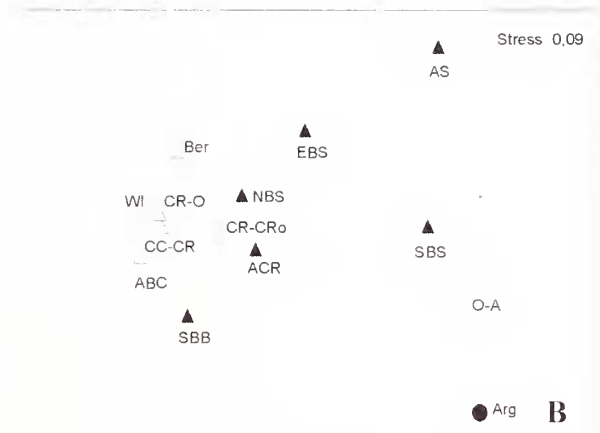 Stress 0,09
AS
Ber
EBS
WI CR-O NBS
CR-CRo
CC-CR SBS
ACR
ABC
O-A
SBB
Arg B